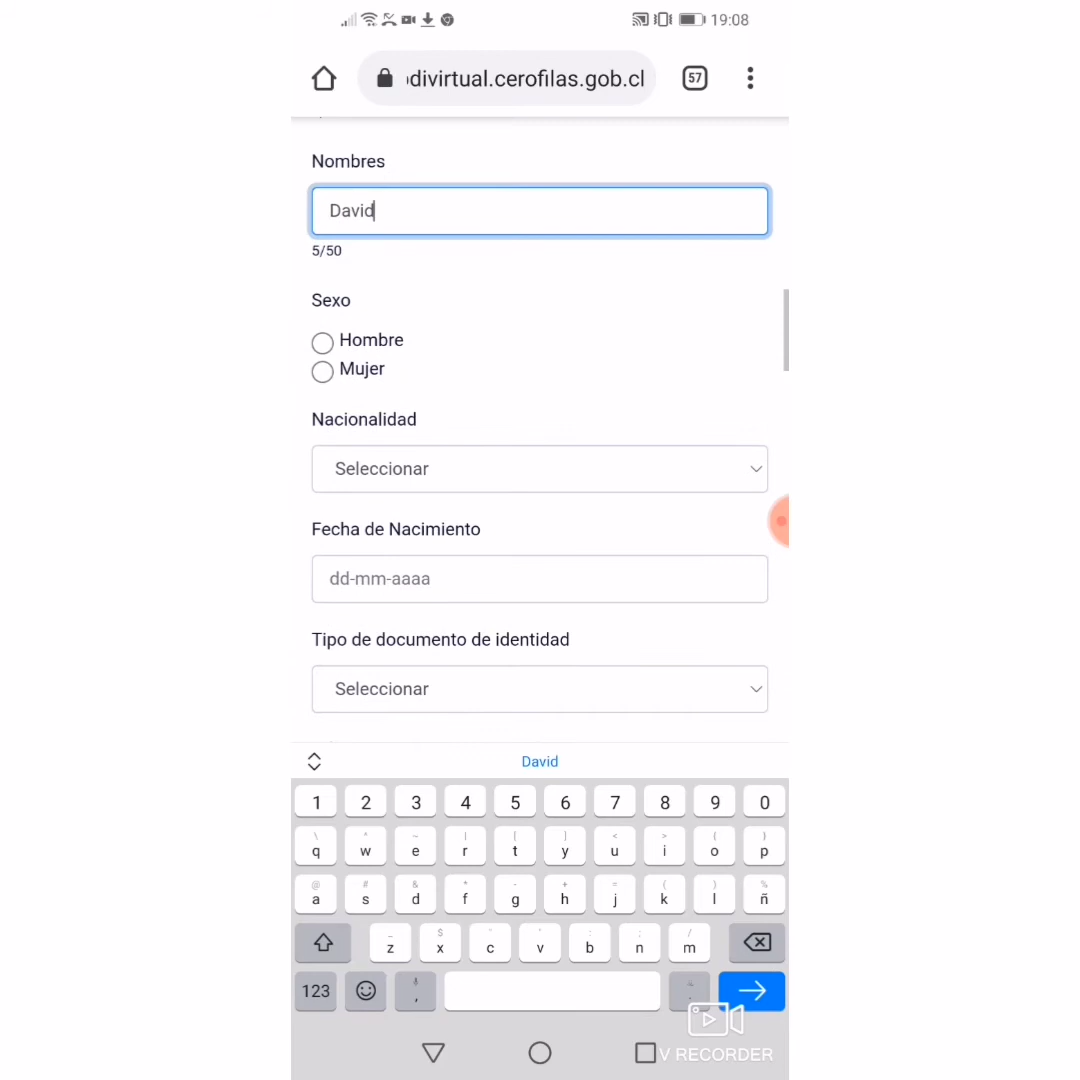 19:08
divirtual.cerofilas.gob.cl
57
Nombres
David
5/50
Sexo
Hombre
Mujer
Nacionalidad
Seleccionar
Fecha de Nacimiento
dd-mm-aaaa
Tipo de documento de identidad
Seleccionar
David
1 2 3 4 5 6 7 8 9 0
q w e r t y u i o p
a s d f g h j k l ñ
z x c v b n m
123 , .
V RECORDER